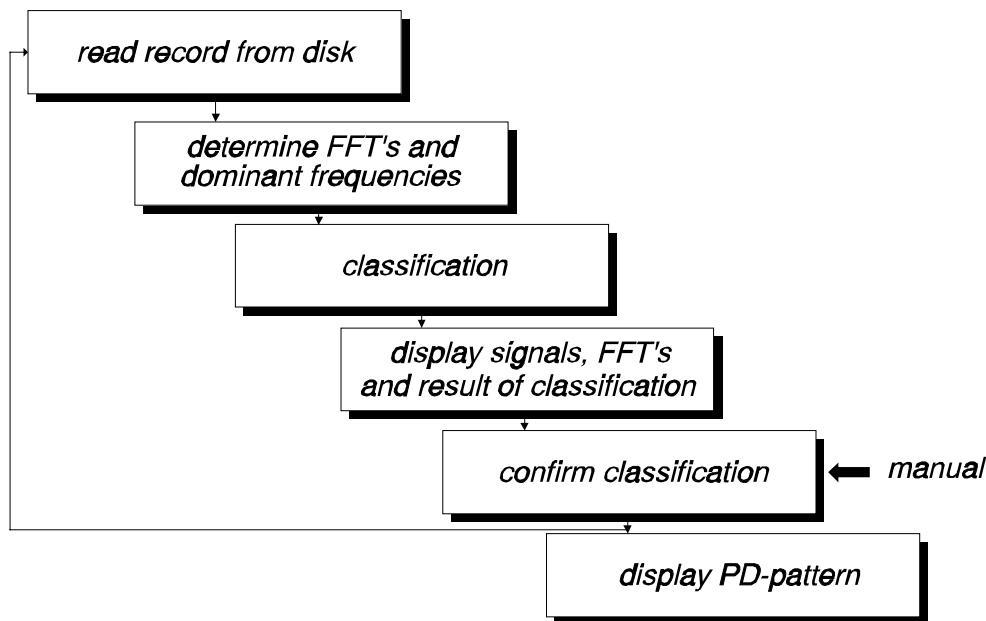 read record from disk
determine FFT's and
dominant frequencies
classification
display signals, FFT's
and result of classification
confirm classification
manual
display PD-pattern